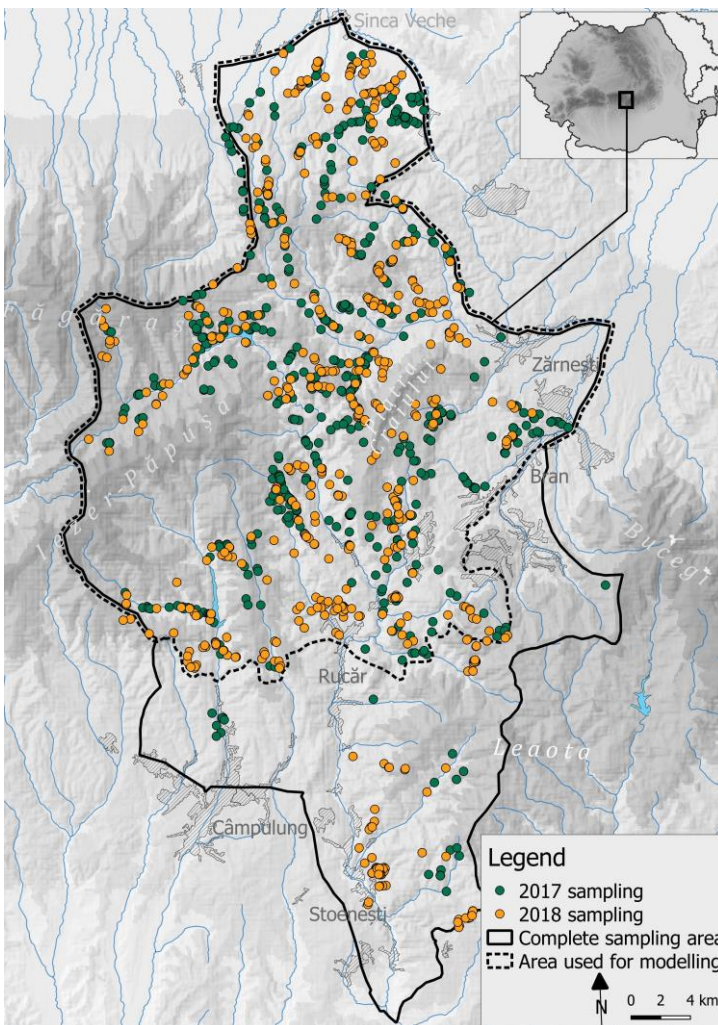 Sinca Veche
Zărnești
Bran
Iezer Păpușa
Bucegi
Rucăr
Leaota
Câmpulung
Stoenești
Legend
2017 sampling
2018 sampling
Complete sampling area
Area used for modelling
N
0 2 4 km